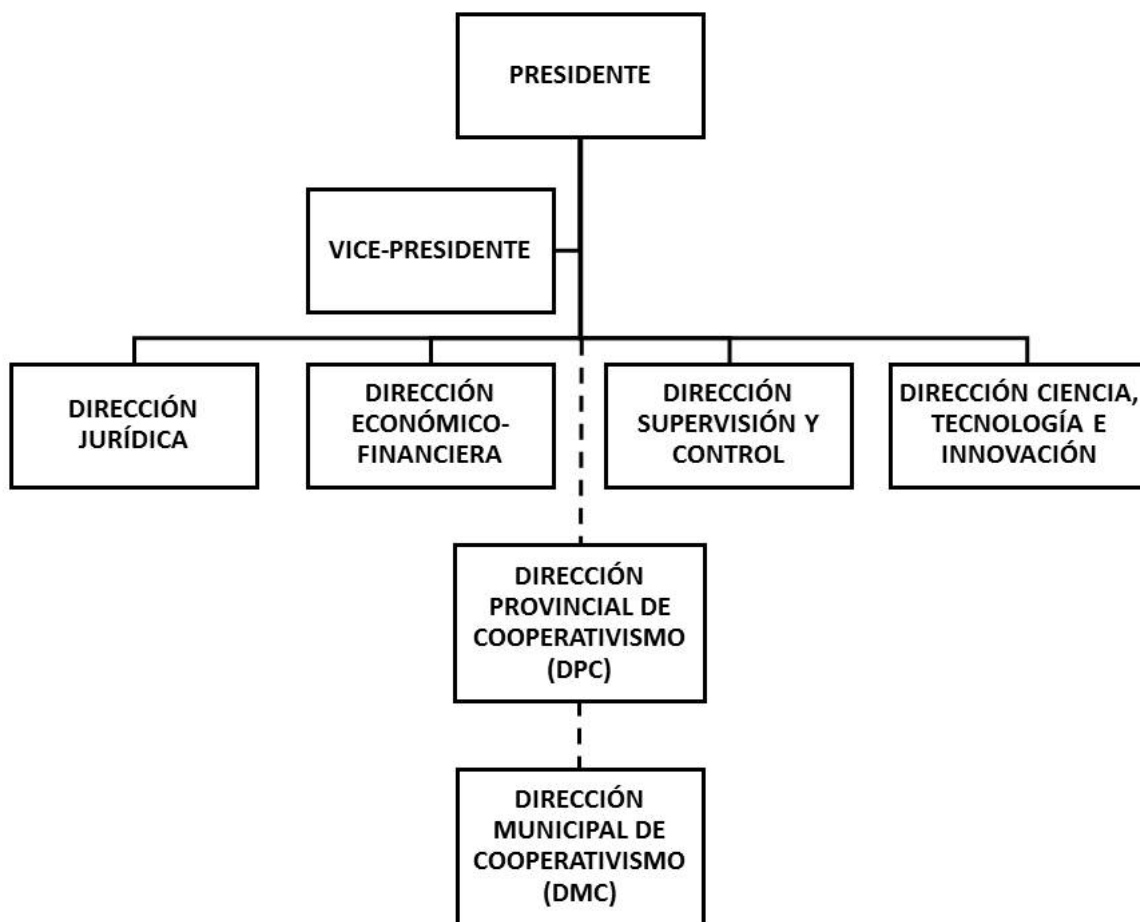 PRESIDENTE
VICE-PRESIDENTE
DIRECCIÓN
JURÍDICA
DIRECCIÓN
ECONÓMICO-
FINANCIERA
DIRECCIÓN
SUPERVISIÓN Y
CONTROL
DIRECCIÓN CIENCIA,
TECNOLOGÍA E
INNOVACIÓN
DIRECCIÓN
PROVINCIAL DE
COOPERATIVISMO
(DPC)
DIRECCIÓN
MUNICIPAL DE
COOPERATIVISMO
(DMC)